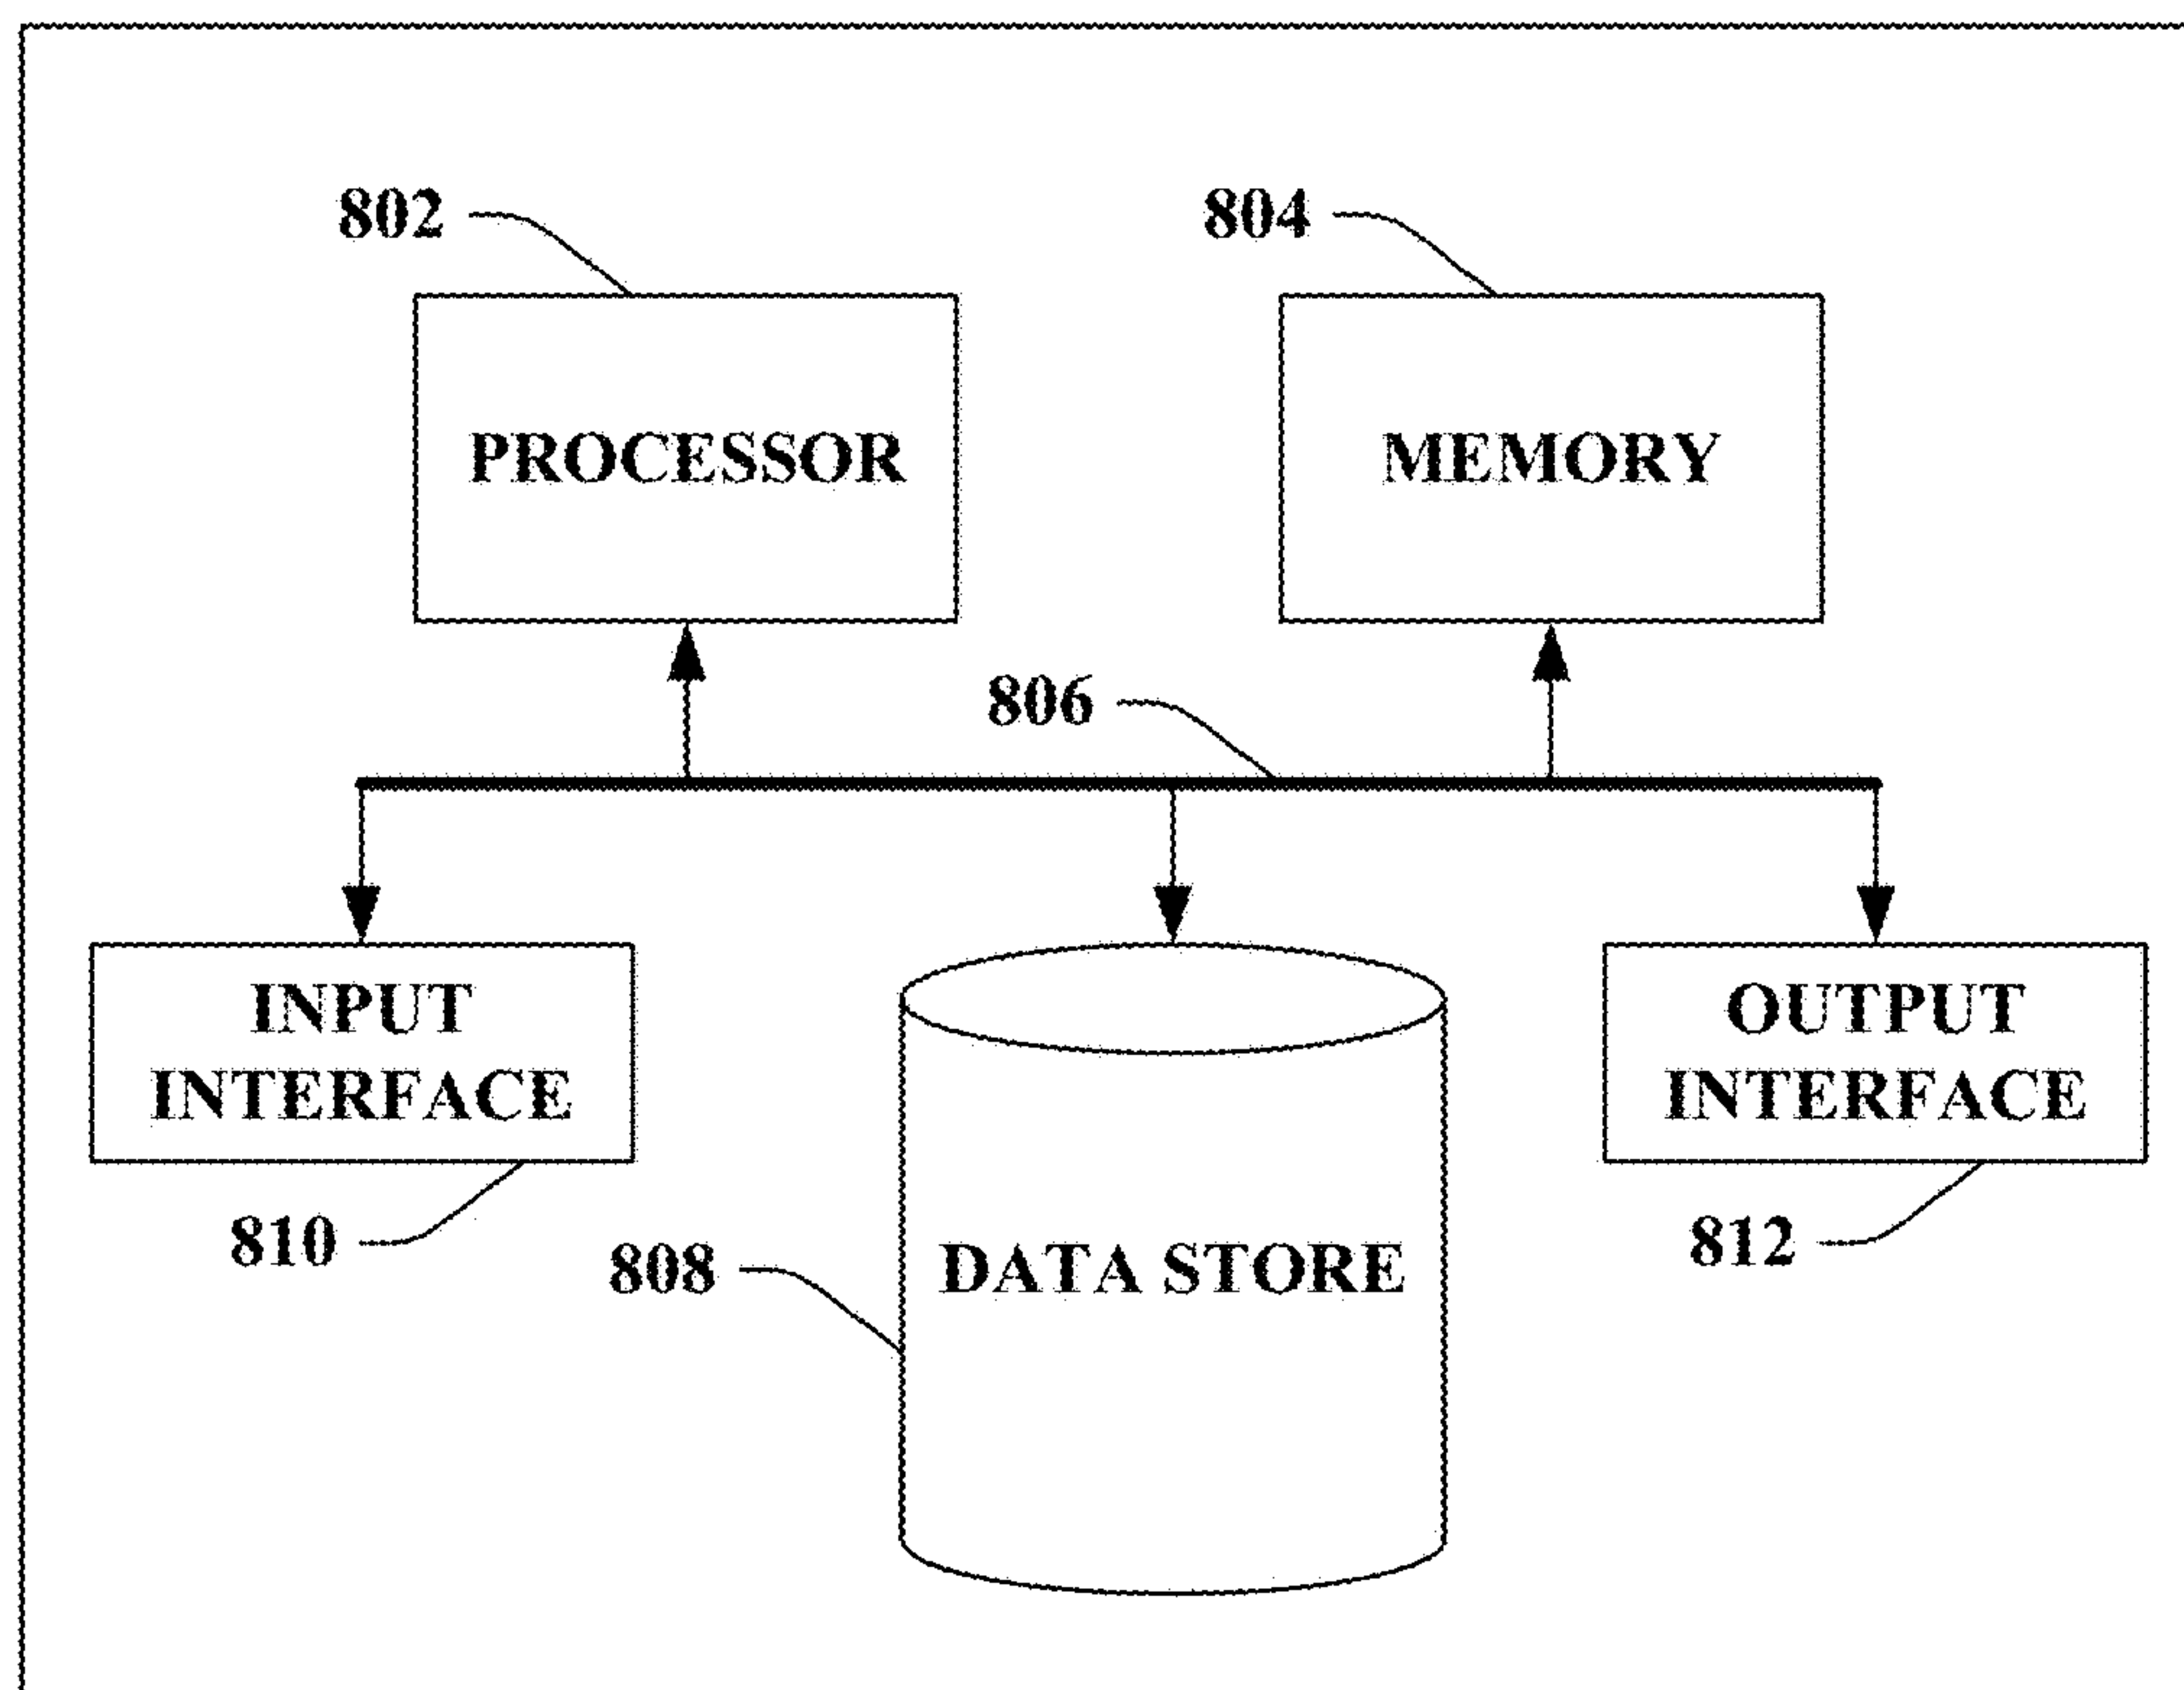 802
804
PROCESSOR
MEMORY
806
INPUT
INTERFACE
OUTPUT
INTERFACE
810
808
DATA STORE
812